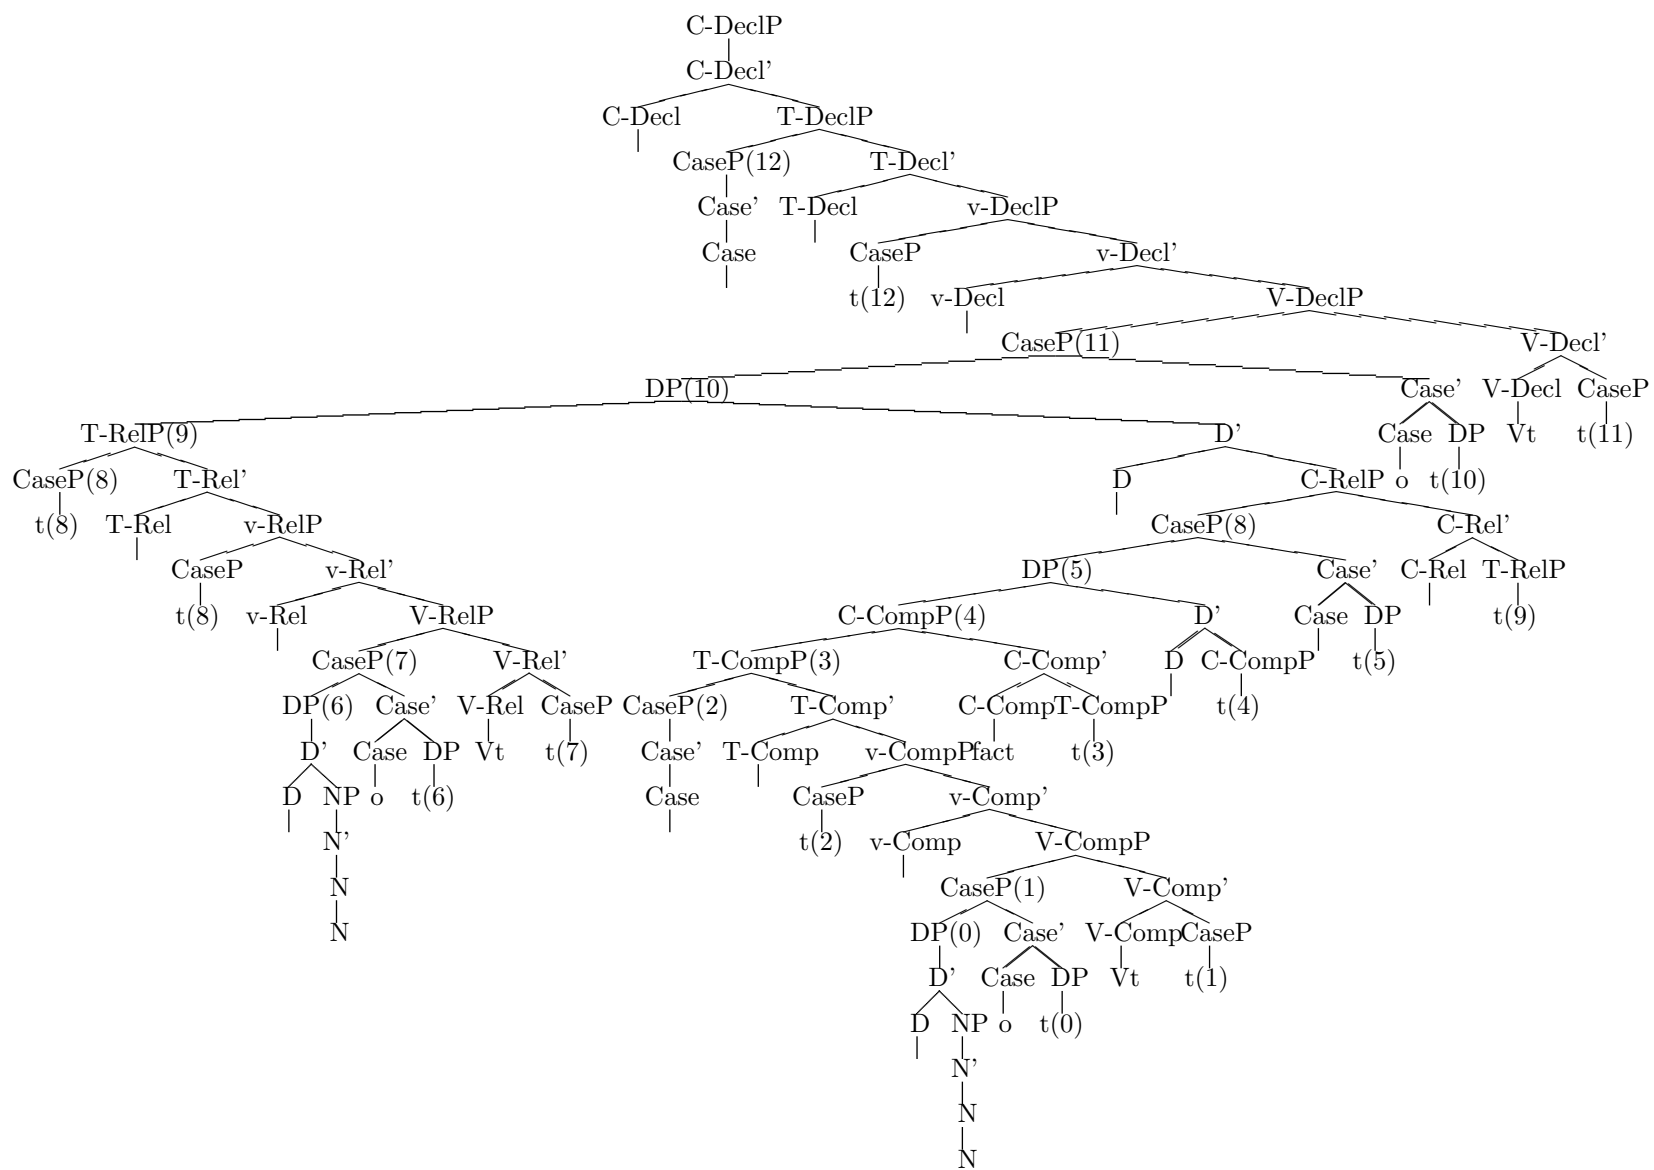 C-DeclP
C-Decl'
C-Decl T-DeclP
CaseP(12) T-Decl'
Case' T-Decl v-DeclP
Case CaseP v-Decl'
t(12) v-Decl V-DeclP
CaseP(11) V-Decl'
DP(10) Case' V-Decl CaseP
T-RelP(9) D' Case DP Vt t(11)
CaseP(8) T-Rel' D C-RelP o t(10)
t(8) T-Rel v-RelP CaseP(8) C-Rel'
CaseP v-Rel' DP(5) Case' C-Rel T-RelP
t(8) v-Rel V-RelP C-CompP(4) D' Case DP t(9)
CaseP(7) V-Rel' T-CompP(3) C-Comp' D C-CompP t(5)
DP(6) Case' V-Rel CaseP CaseP(2) T-Comp' C-Comp T-CompP t(4)
D' Case DP Vt t(7) Case' T-Comp v-CompP fact t(3)
D NP o t(6) Case CaseP v-Comp'
N' t(2) v-Comp V-CompP
N CaseP(1) V-Comp'
N DP(0) Case' V-Comp CaseP
D' Case DP Vt t(1)
D NP o t(0)
N'
N
N